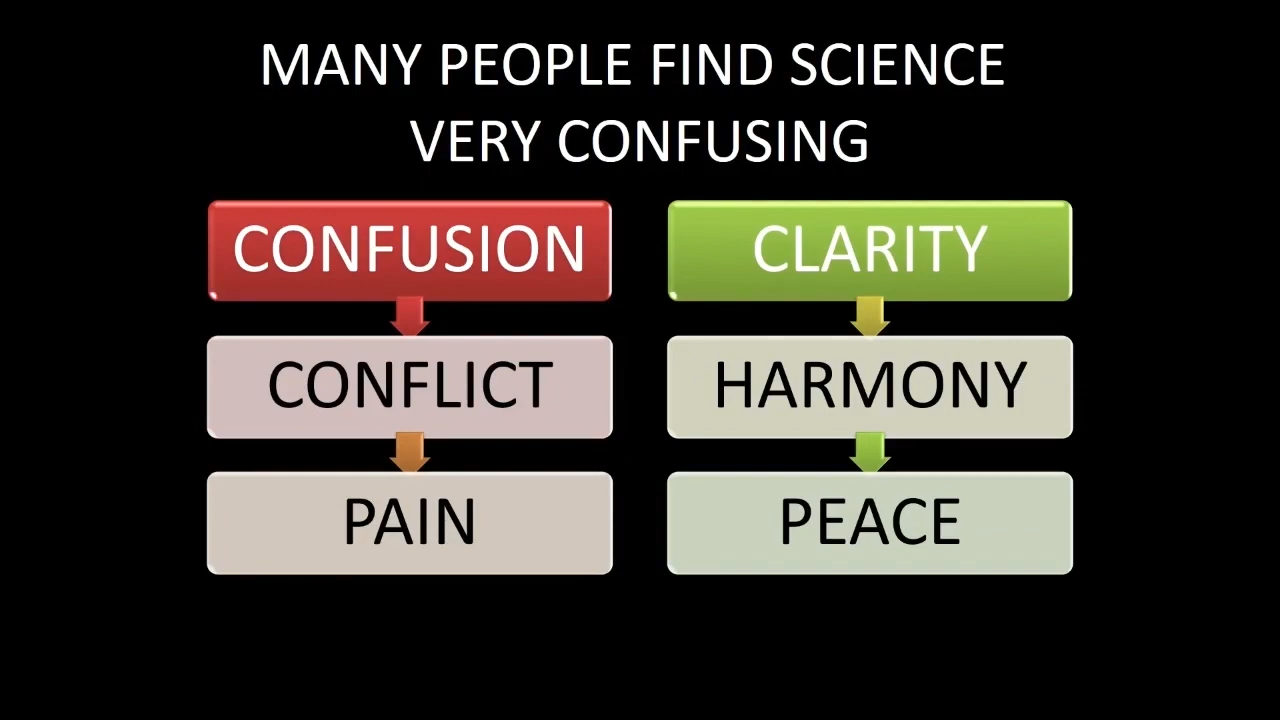 MANY PEOPLE FIND SCIENCE
VERY CONFUSING
CONFUSION
CONFLICT
PAIN
CLARITY
HARMONY
PEACE